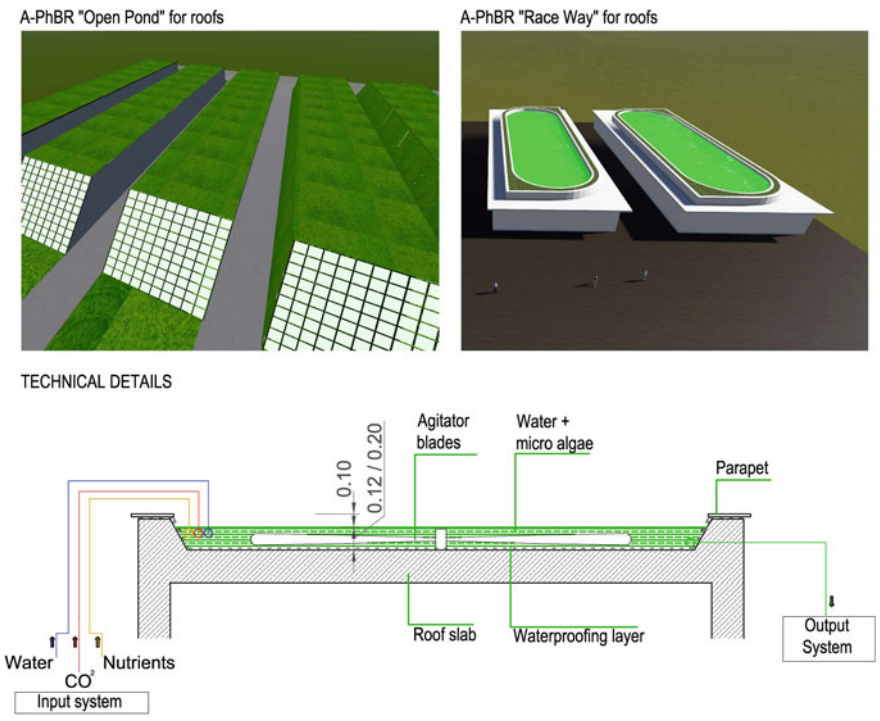 A-PhBR "Open Pond" for roofs
A-PhBR "Race Way" for roofs
TECHNICAL DETAILS
0.10
0.12 / 0.20
Agitator
blades
Water +
micro algae
Parapet
Water
CO²
Nutrients
Input system
Roof slab
Waterproofing layer
Output
System